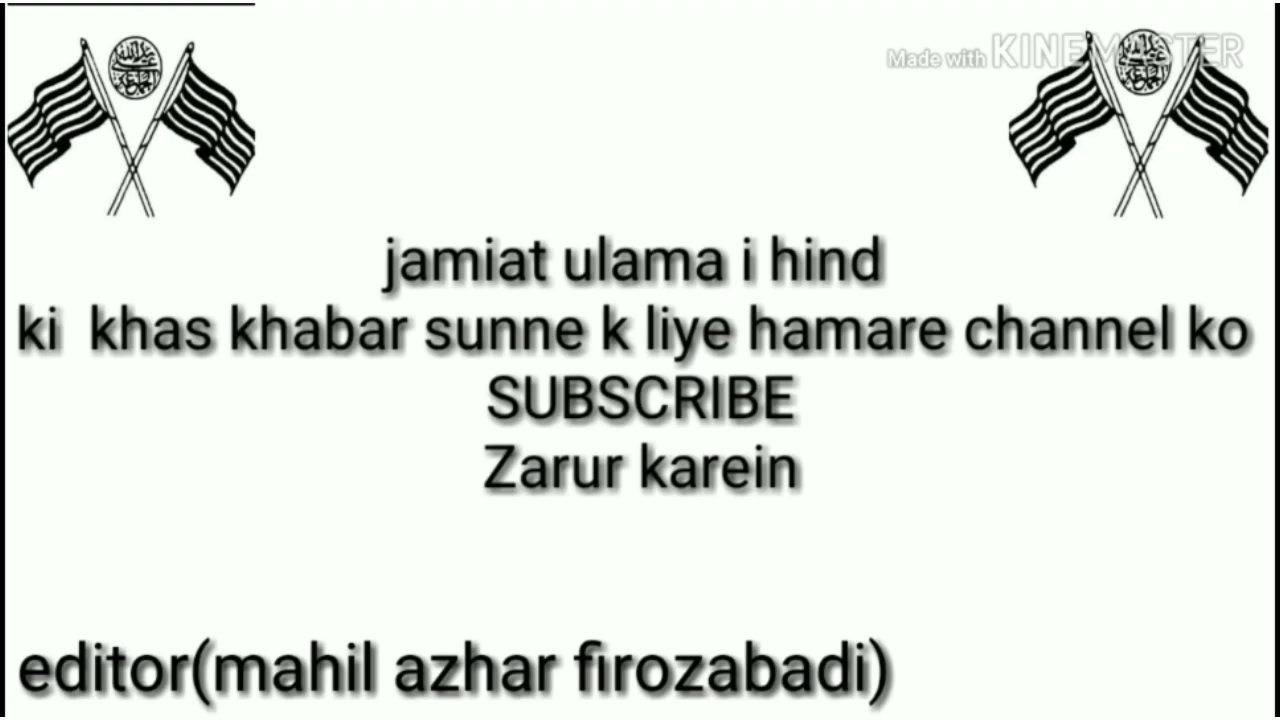 Made with KINEMASTER
jamiat ulama i hind
ki khas khabar sunne k liye hamare channel ko
SUBSCRIBE
Zarur karein
editor(mahil azhar firozabadi)